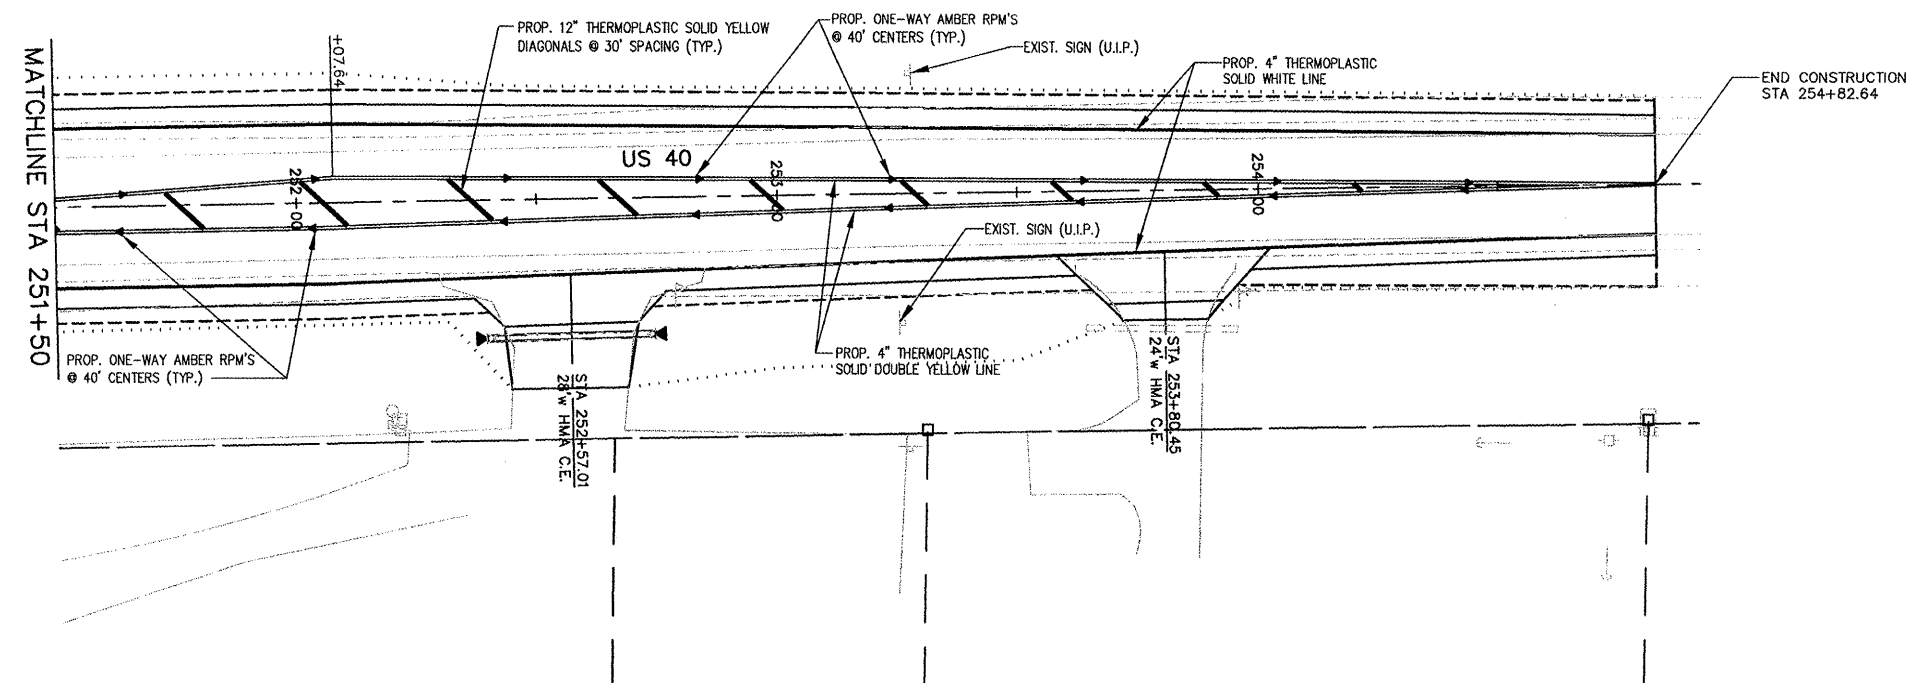 MATCHLINE STA 251+50
+07.64
PROP. 12" THERMOPLASTIC SOLID YELLOW
DIAGONALS @ 30' SPACING (TYP.)
PROP. ONE-WAY AMBER RPM'S
@ 40' CENTERS (TYP.)
EXIST. SIGN (U.I.P.)
PROP. 4" THERMOPLASTIC
SOLID WHITE LINE
END CONSTRUCTION
STA 254+82.64
US 40
252+00
253+00
254+00
EXIST. SIGN (U.I.P.)
PROP. ONE-WAY AMBER RPM'S
@ 40' CENTERS (TYP.)
PROP. 4" THERMOPLASTIC
SOLID DOUBLE YELLOW LINE
STA 252+57.01
28'w HMA C.E.
STA 253+80.45
24'w HMA C.E.